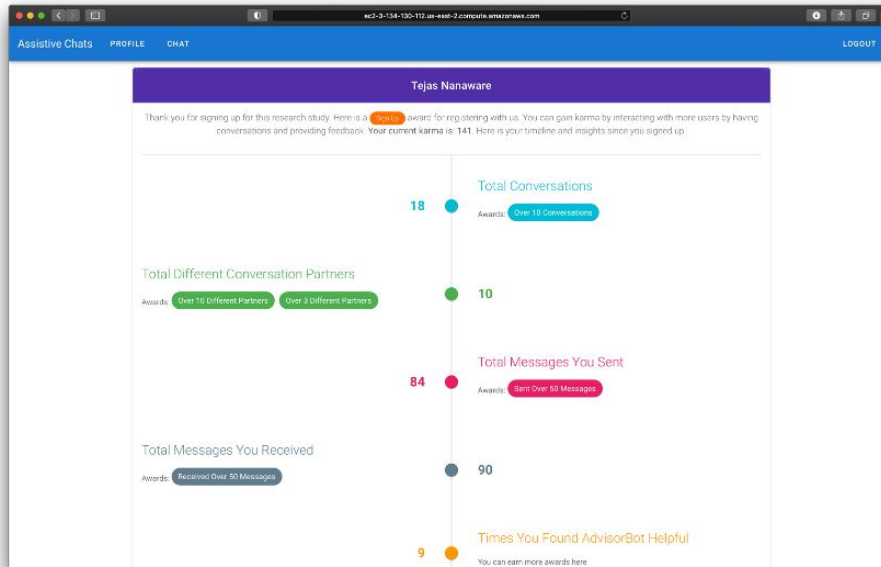 ec2-3-134-130-112.us-east-2.compute.amazonaws.com
Assistive Chats PROFILE CHAT LOGOUT
Tejas Nanaware
Thank you for signing up for this research study. Here is a Sign Up award for registering with us. You can gain karma by interacting with more users by having
conversations and providing feedback. Your current karma is: 141. Here is your timeline and insights since you signed up.
18
Total Conversations
Awards: Over 10 Conversations
Total Different Conversation Partners
Awards: Over 10 Different Partners Over 3 Different Partners
10
84
Total Messages You Sent
Awards: Sent Over 50 Messages
Total Messages You Received
Awards: Received Over 50 Messages
90
9
Times You Found AdvisorBot Helpful
You can earn more awards here